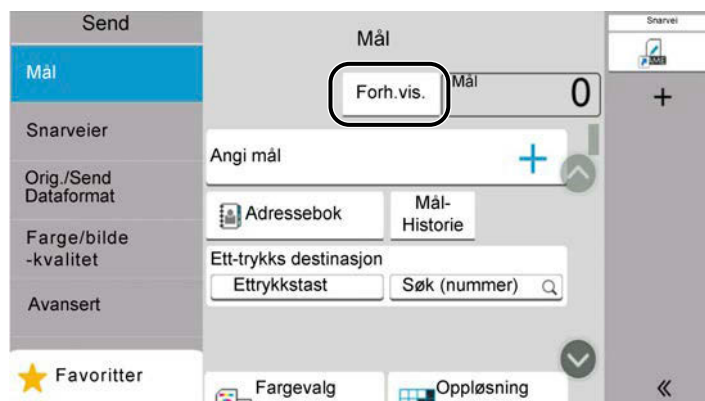 Send
Mål
Snarveier
Orig./Send
Dataformat
Farge/bilde
-kvalitet
Avansert
Favoritter
Mål
Forh.vis.
Mål
0
Angi mål
Adressebok
Mål-
Historie
Ett-trykks destinasjon
Ettrykkstast
Søk (nummer)
Fargevalg
Oppløsning
Snarvei